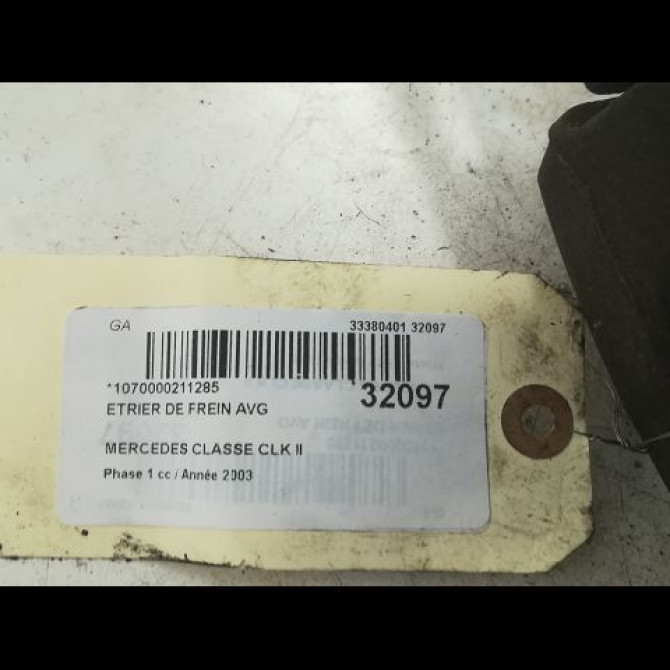 GA 33380401 32097
*1070000211285 32097
ETRIER DE FREIN AVG
MERCEDES CLASSE CLK II
Phase 1 cc / Année 2003